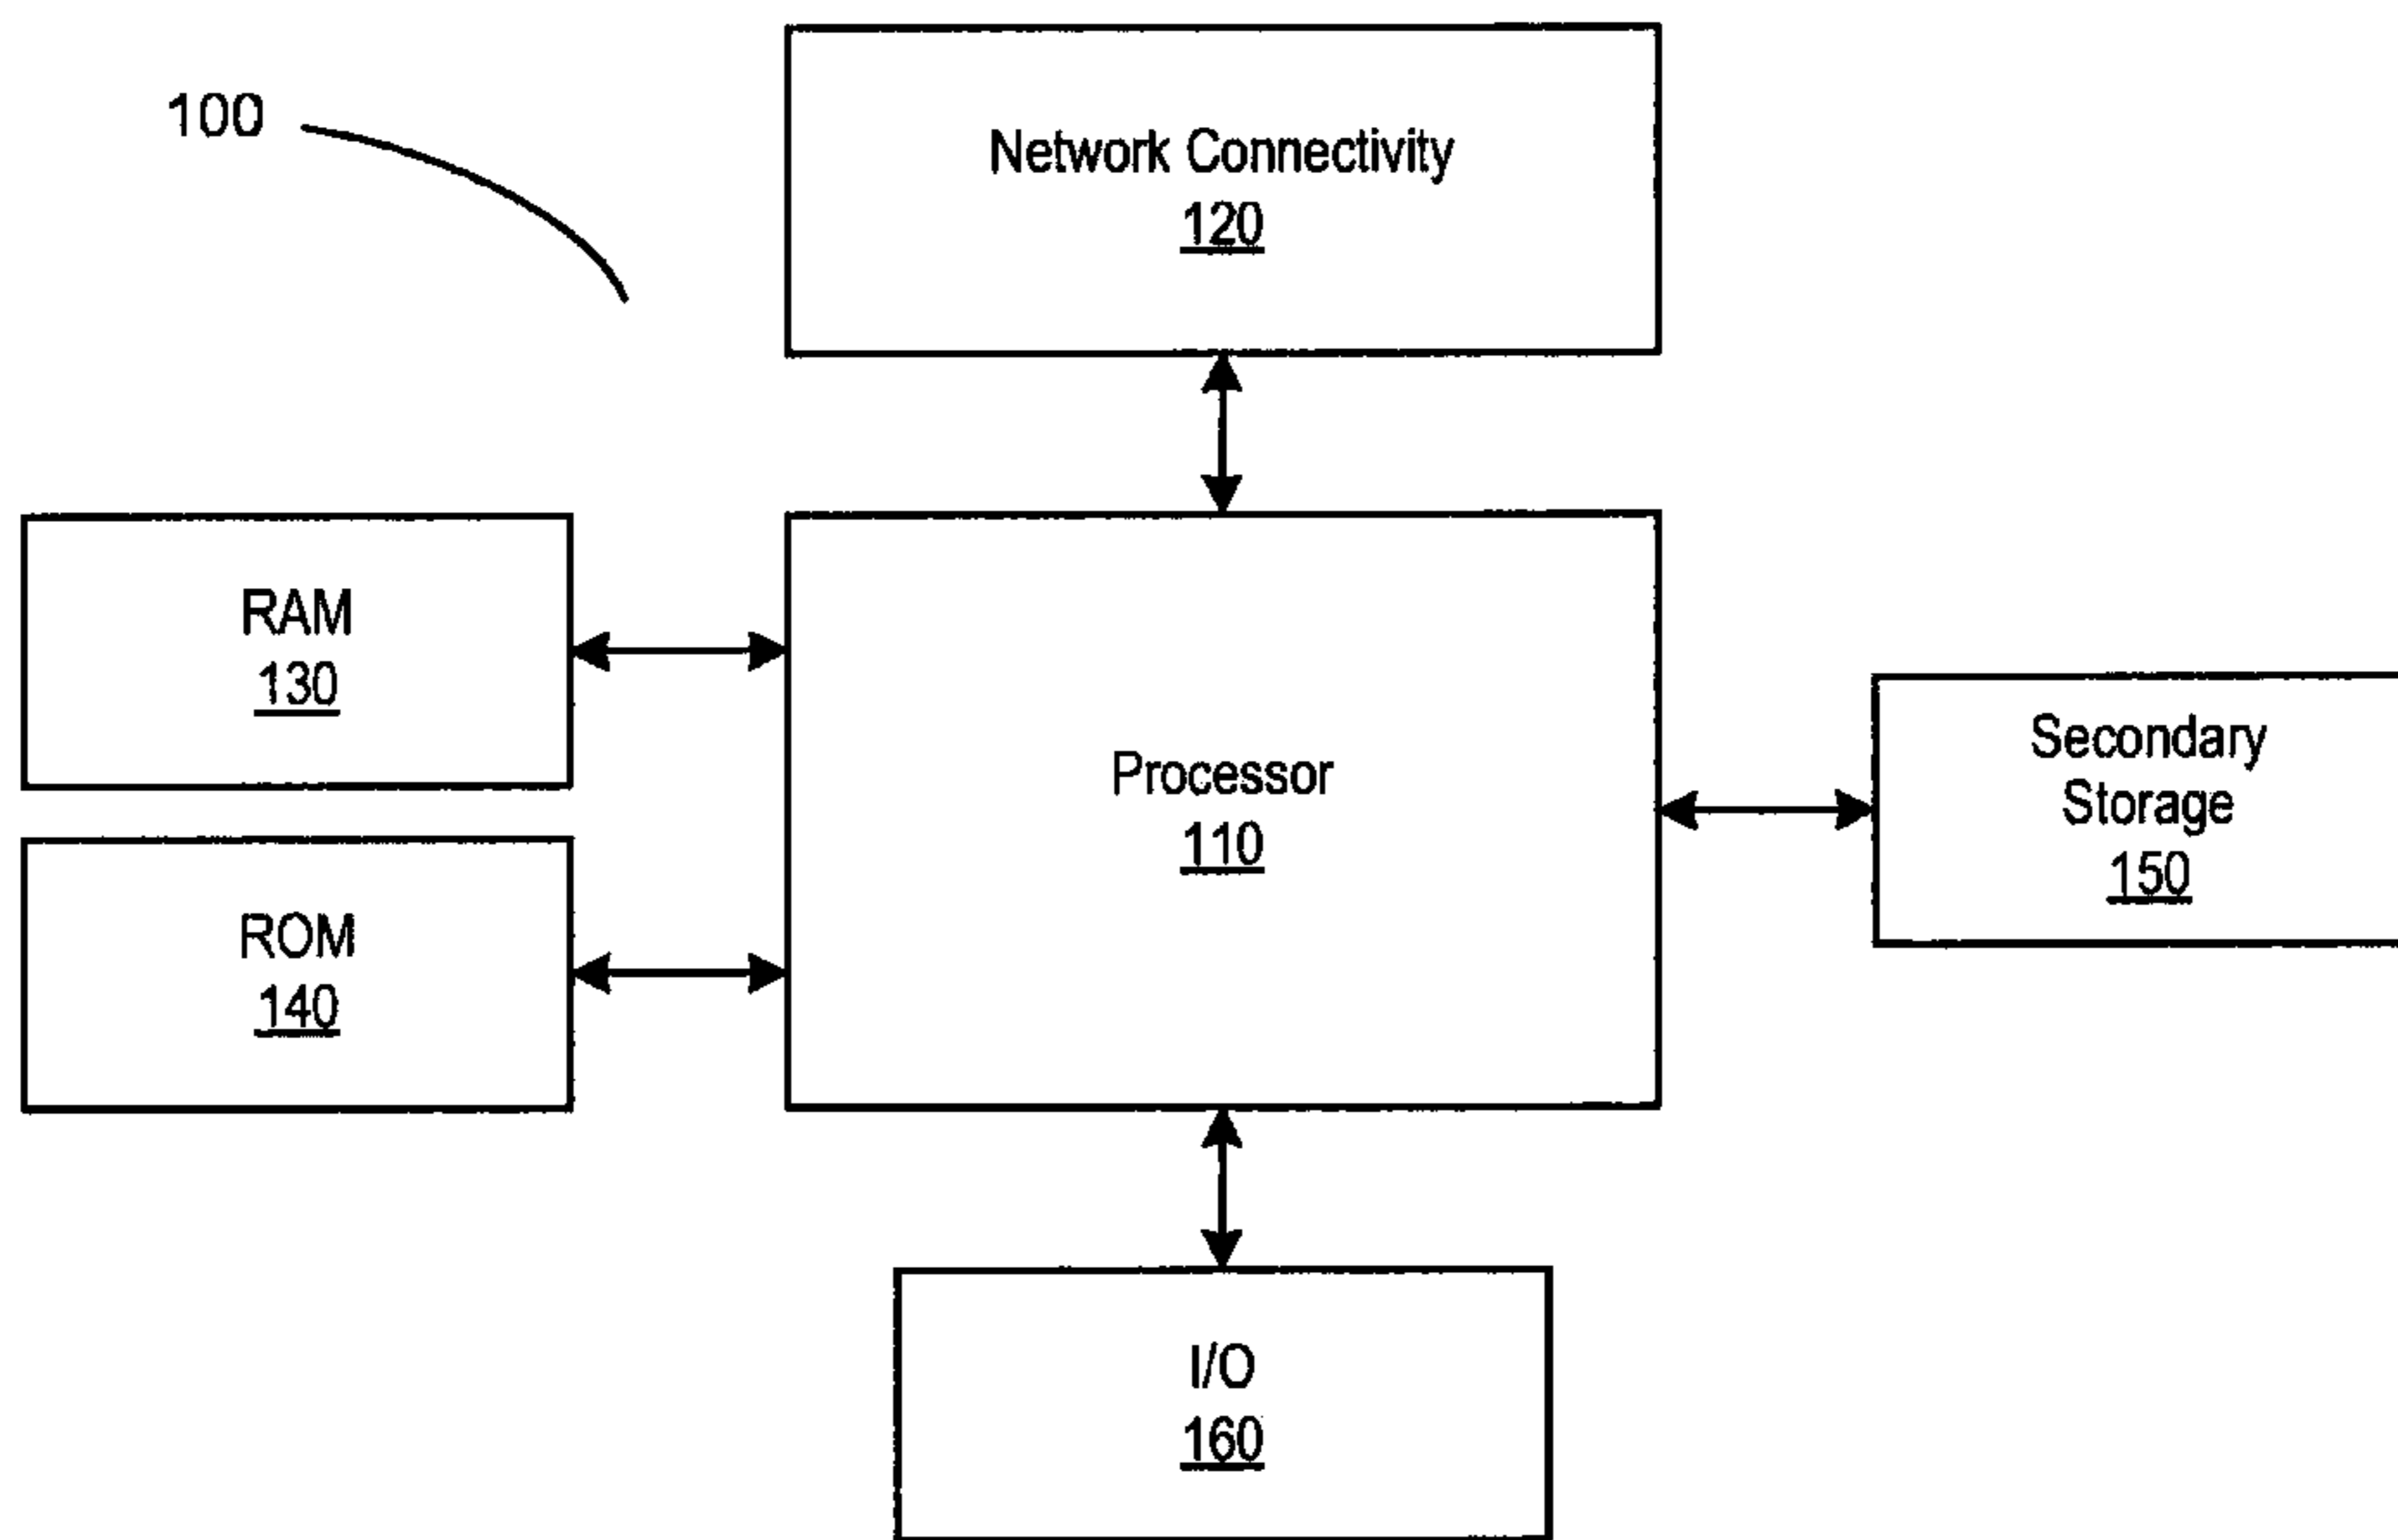 100
Network Connectivity
120
RAM
130
Processor
110
Secondary
Storage
150
ROM
140
I/O
160